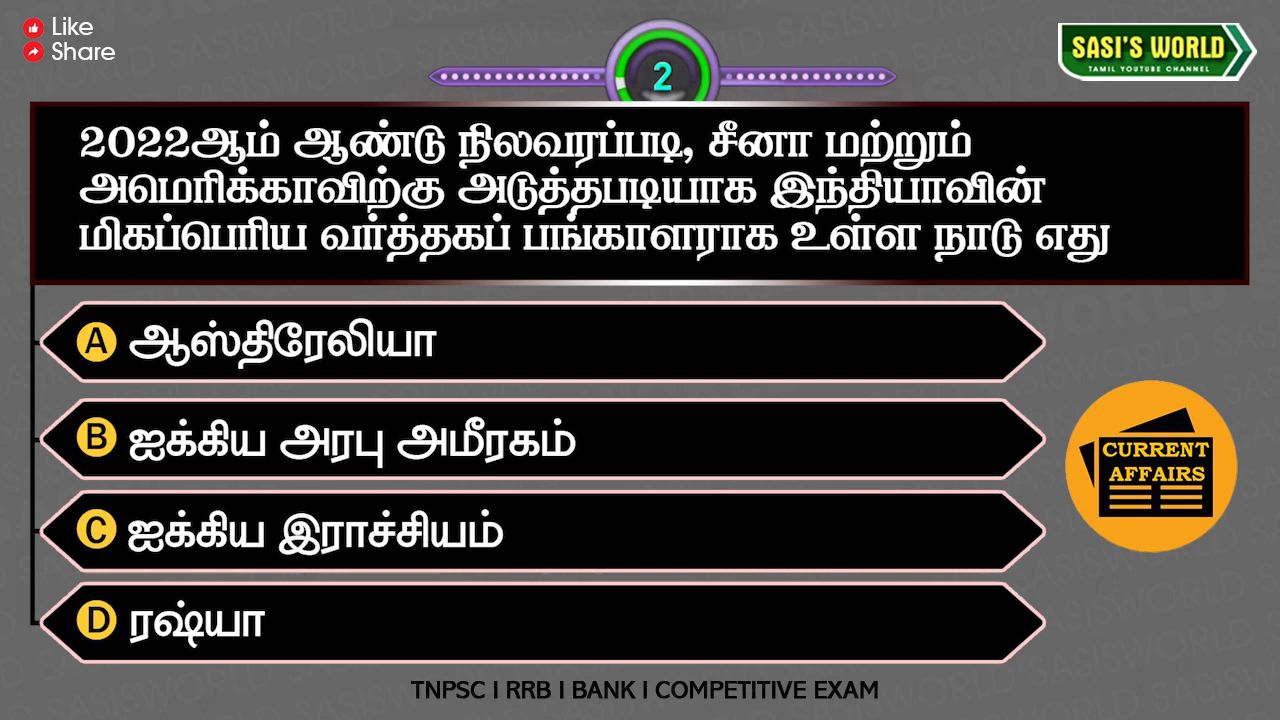 Like
Share
2
SASI'S WORLD
TAMIL YOUTUBE CHANNEL
2022ஆம் ஆண்டு நிலவரப்படி, சீனா மற்றும்
அமெரிக்காவிற்கு அடுத்தபடியாக இந்தியாவின்
மிகப்பெரிய வர்த்தகப் பங்காளராக உள்ள நாடு எது
A ஆஸ்திரேலியா
B ஐக்கிய அரபு அமீரகம்
C ஐக்கிய இராச்சியம்
D ரஷ்யா
CURRENT
AFFAIRS
TNPSC I RRB I BANK I COMPETITIVE EXAM